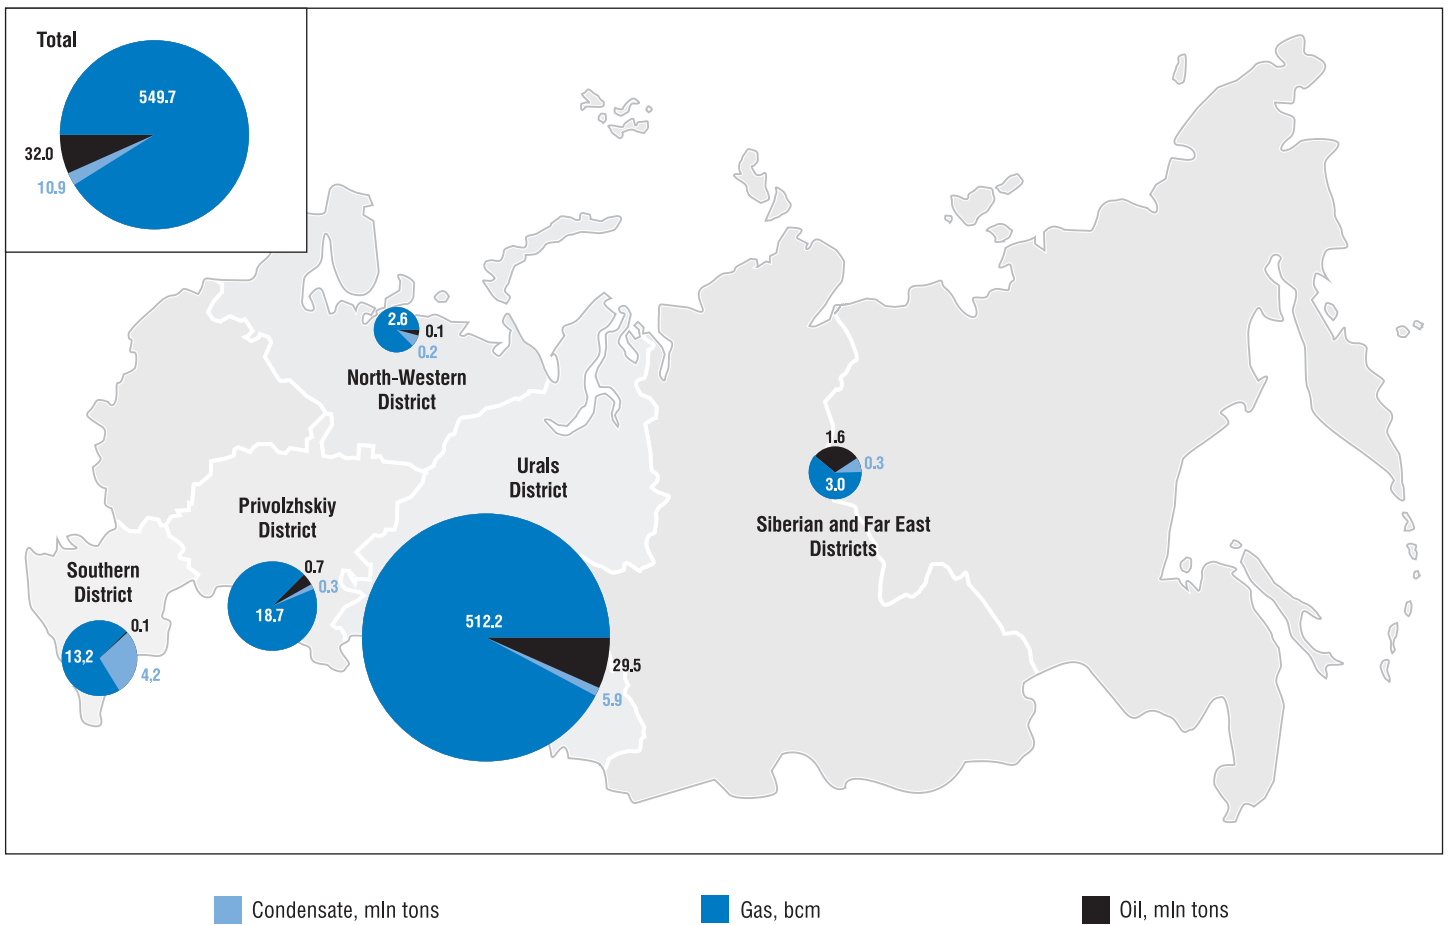 Total
549.7
32.0
10.9
2.6
0.1
0.2
North-Western
District
Urals
District
512.2
29.5
5.9
1.6
0.3
3.0
Siberian and Far East
Districts
Privolzhskiy
District
0.7
0.3
18.7
Southern
District
0.1
13,2
4,2
Condensate, mln tons
Gas, bcm
Oil, mln tons